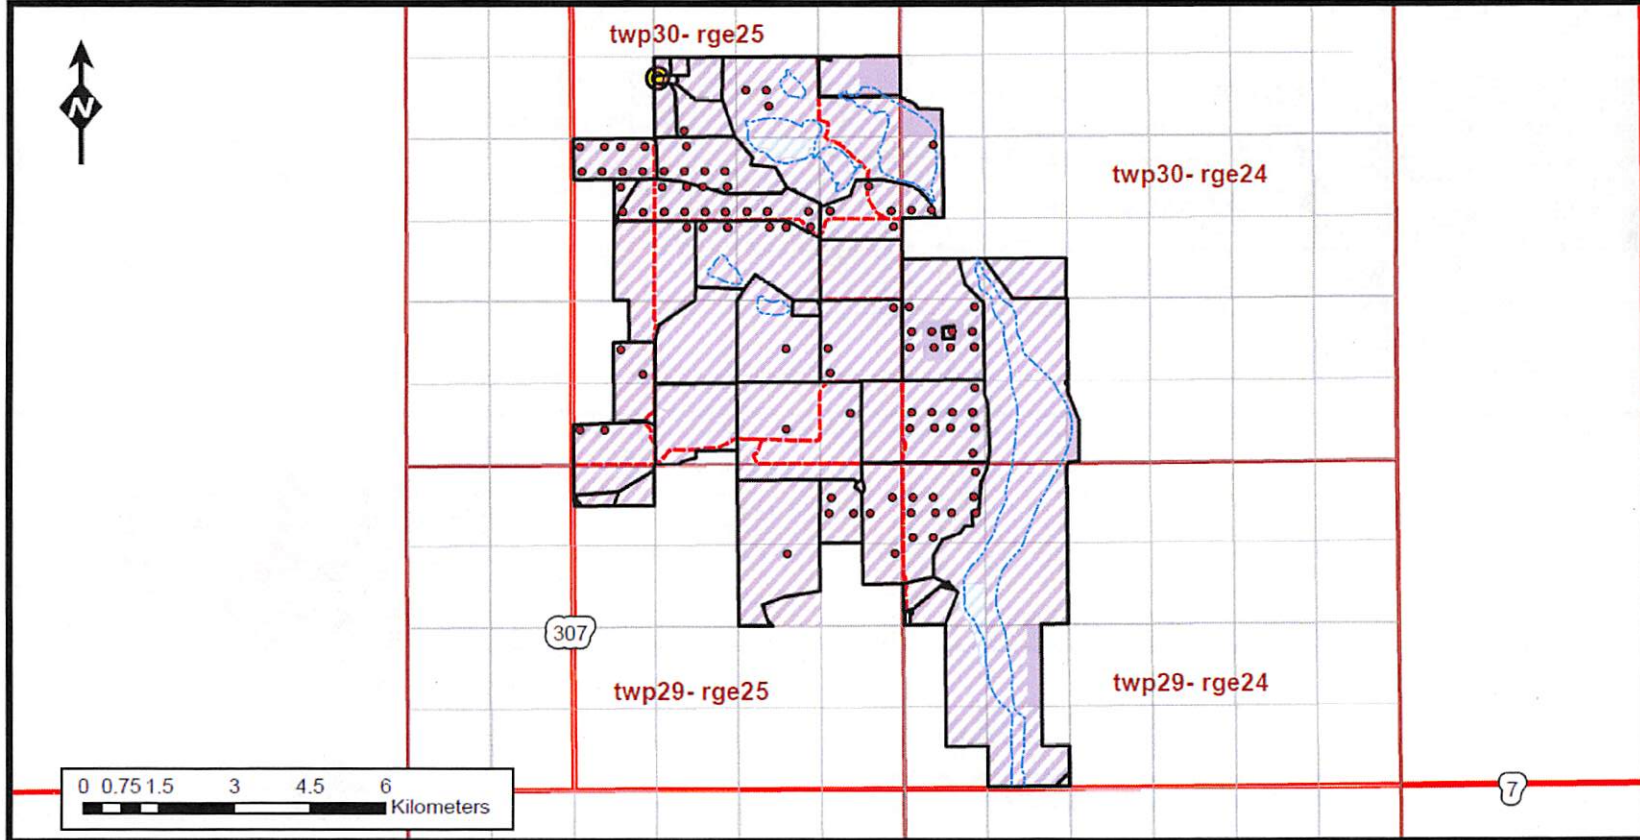 twp30- rge25
N
twp30- rge24
307
twp29- rge25
twp29- rge24
0 0.75 1.5 3 4.5 6
Kilometers
7